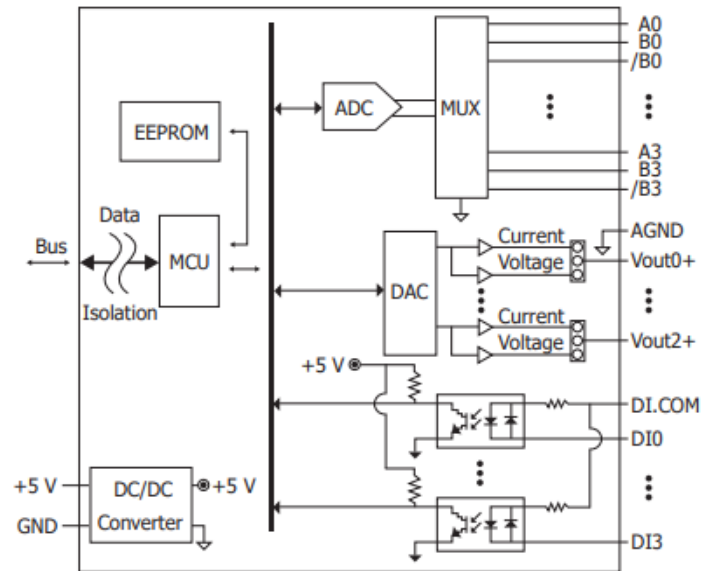 A0
B0
/B0
ADC
MUX
EEPROM
A3
B3
/B3
Data
Bus
MCU
Isolation
AGND
Current
Voltage
Vout0+
DAC
Current
Voltage
Vout2+
+5 V
DI.COM
DI0
+5 V
DC/DC
Converter
+5 V
GND
DI3